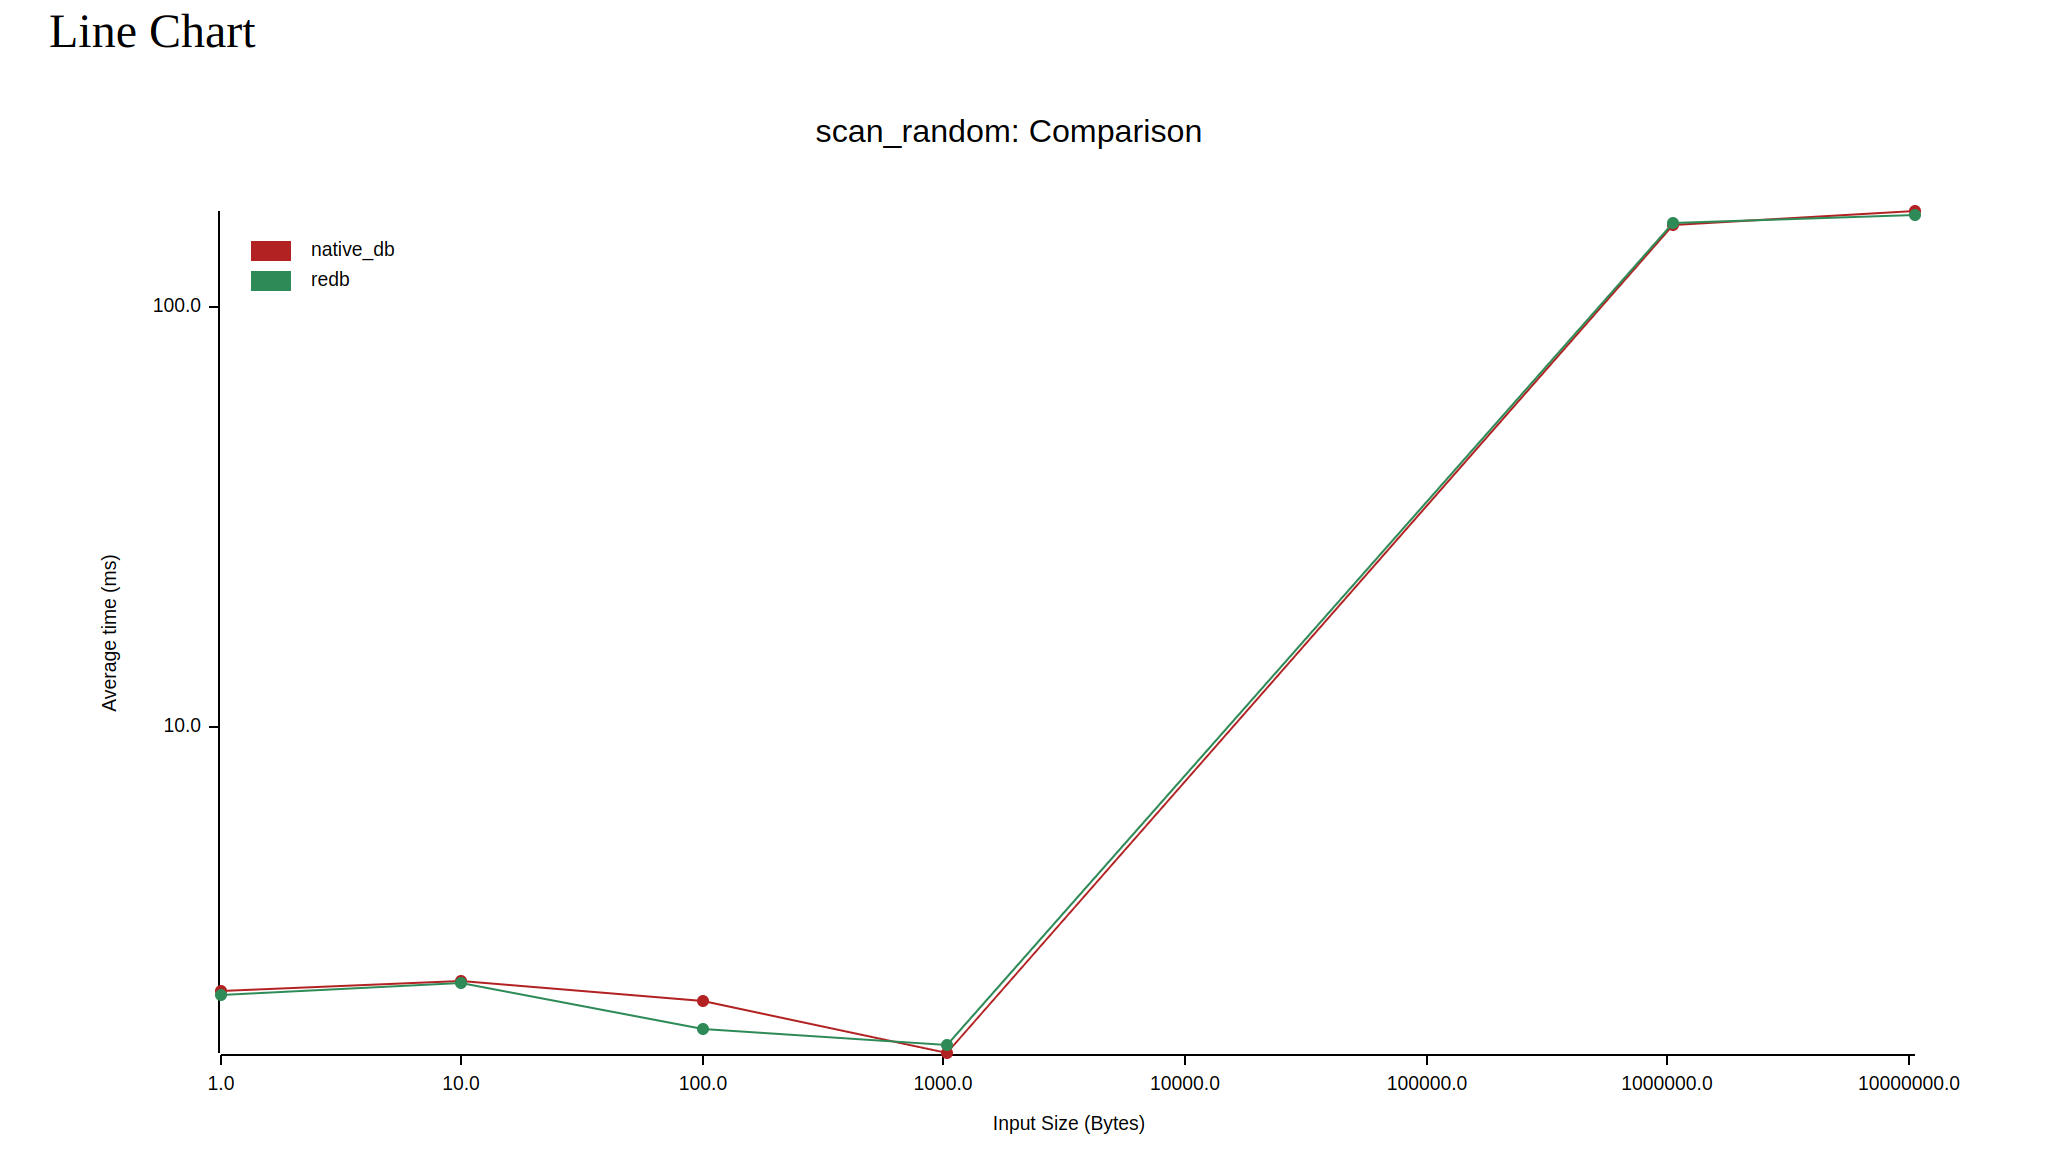 Line Chart
scan_random: Comparison
native_db
redb
100.0
10.0
Average time (ms)
1.0 10.0 100.0 1000.0 10000.0 100000.0 1000000.0 10000000.0
Input Size (Bytes)